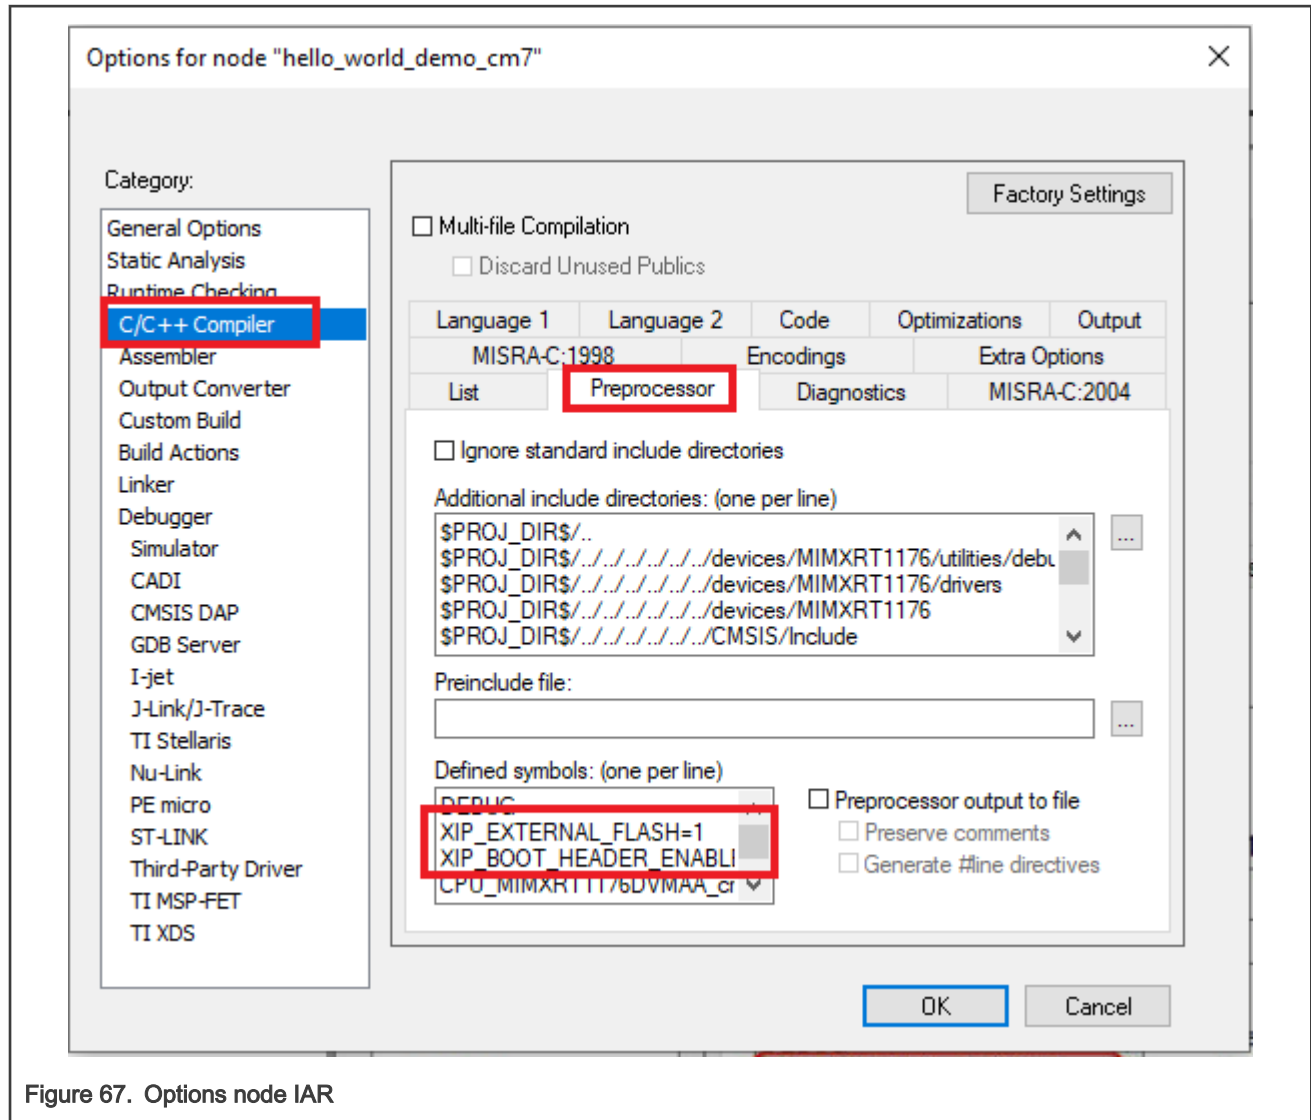 Options for node "hello_world_demo_cm7"
Category:
General Options
Static Analysis
Runtime Checking
C/C++ Compiler
Assembler
Output Converter
Custom Build
Build Actions
Linker
Debugger
Simulator
CADI
CMSIS DAP
GDB Server
I-jet
J-Link/J-Trace
TI Stellaris
Nu-Link
PE micro
ST-LINK
Third-Party Driver
TI MSP-FET
TI XDS
Factory Settings
Multi-file Compilation
Discard Unused Publics
Language 1 Language 2 Code Optimizations Output
MISRA-C:1998 Encodings Extra Options
List Preprocessor Diagnostics MISRA-C:2004
Ignore standard include directories
Additional include directories: (one per line)
$PROJ_DIR$/..
$PROJ_DIR$/../../../../../../devices/MIMXRT1176/utilities/debu
$PROJ_DIR$/../../../../../../devices/MIMXRT1176/drivers
$PROJ_DIR$/../../../../../../devices/MIMXRT1176
$PROJ_DIR$/../../../../../../CMSIS/Include
...
Preinclude file:
...
Defined symbols: (one per line)
DEBUG
XIP_EXTERNAL_FLASH=1
XIP_BOOT_HEADER_ENABLI
CPU_MIMXRT1176DVMAA_cr
Preprocessor output to file
Preserve comments
Generate #line directives
OK Cancel
Figure 67. Options node IAR